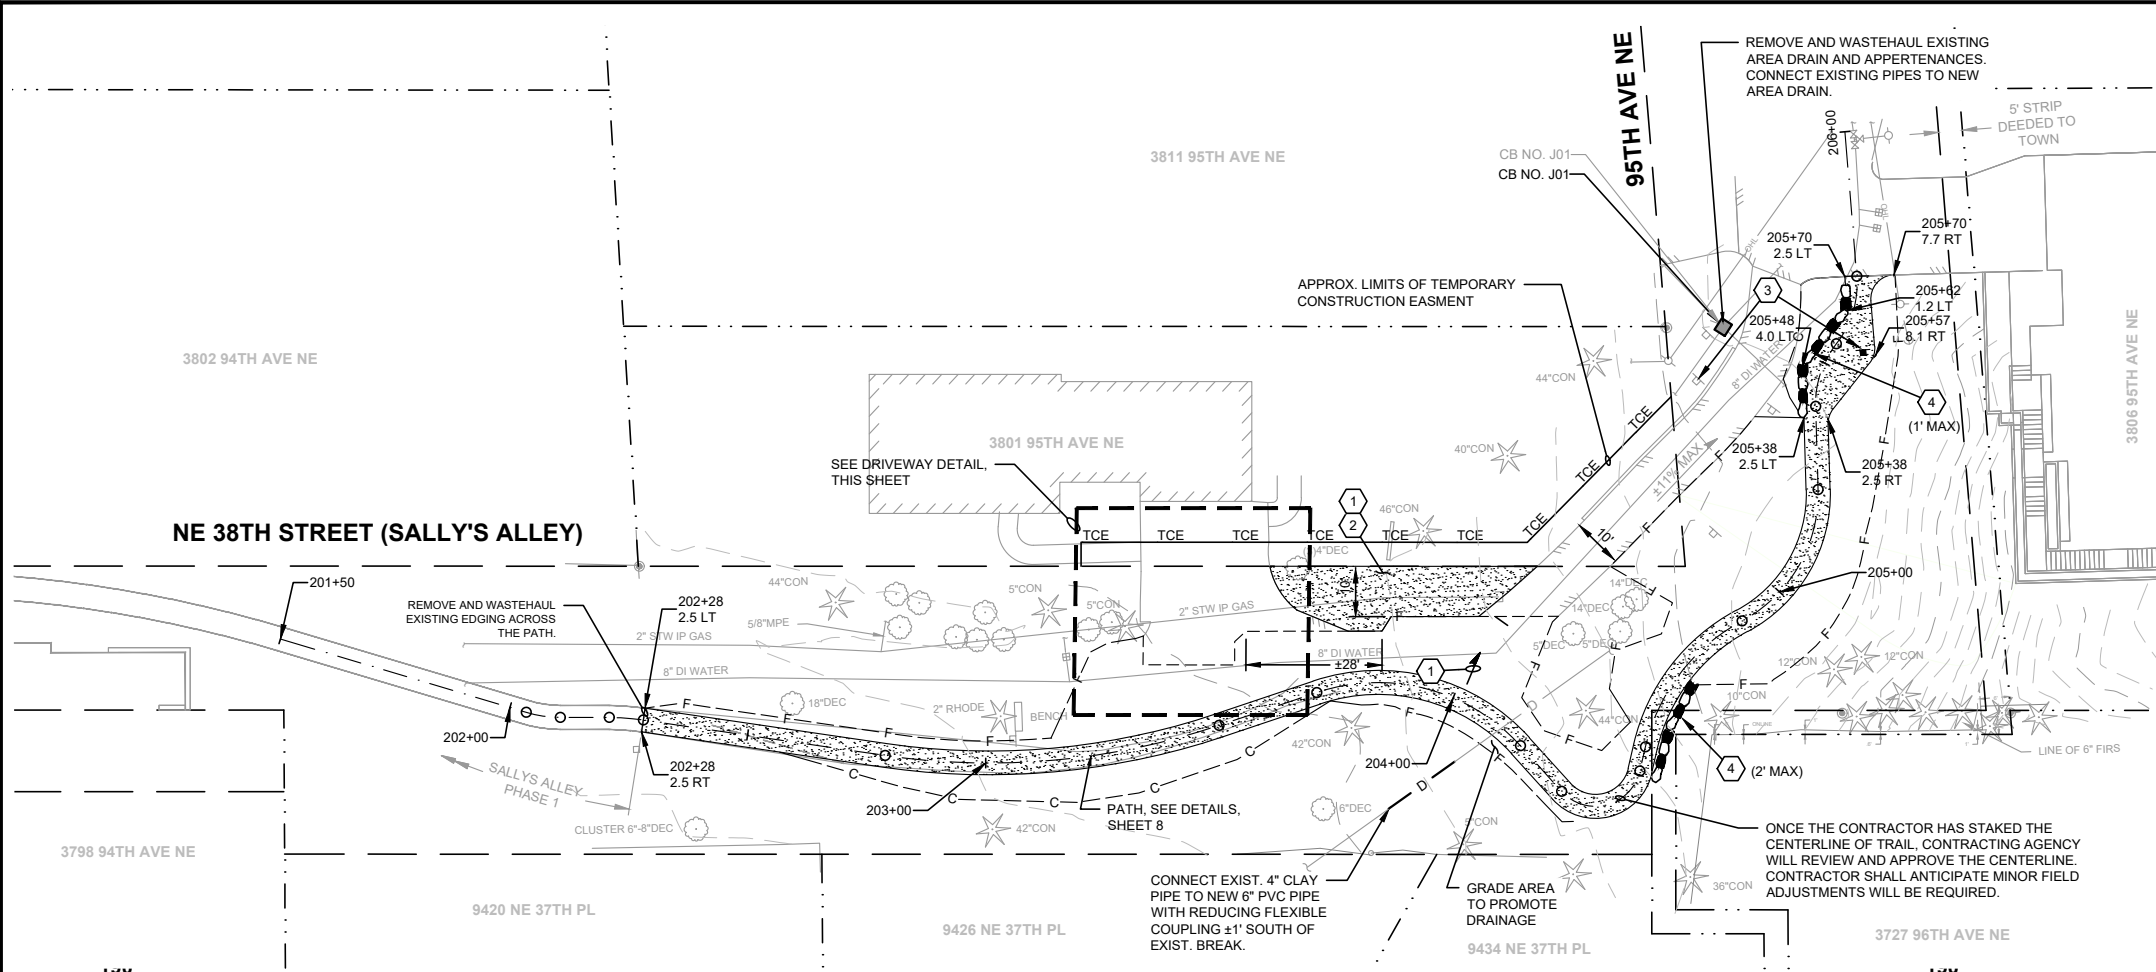 95TH AVE NE
REMOVE AND WASTEHAUL EXISTING
AREA DRAIN AND APPERTENANCES.
CONNECT EXISTING PIPES TO NEW
AREA DRAIN.
206+00
5' STRIP
DEEDED TO
TOWN
3811 95TH AVE NE
CB NO. J01
CB NO. J01
205+70
2.5 LT
205+70
7.7 RT
OHL
APPROX. LIMITS OF TEMPORARY
CONSTRUCTION EASMENT
3
205+62
1.2 LT
205+48
4.0 LT
205+57
8.1 RT
3802 94TH AVE NE
44"CON
8" DI WATER
3806 95TH AVE NE
4
(1' MAX)
TCE
3801 95TH AVE NE
40"CON
205+38
2.5 LT
205+38
2.5 RT
±11% MAX
F
F
SEE DRIVEWAY DETAIL,
THIS SHEET
TCE
1
2
46"CON
NE 38TH STREET (SALLY'S ALLEY)
TCE
TCE
TCE
TCE
TCE
TCE
TCE
F
10'
F
4"DEC
201+50
44"CON
5"CON
10'
14"DEC
205+00
REMOVE AND WASTEHAUL
EXISTING EDGING ACROSS
THE PATH.
202+28
2.5 LT
5/8"MPE
5"CON
2" STW IP GAS
14"DEC
F
2" STW IP GAS
8" DI WATER
5"DEC
5"DEC
F
F
±28'
1
12"CON
12"CON
8" DI WATER
F
10"CON
18"DEC
2" RHODE
BENCH
F
F
F
F
F
44"CON
202+00
42"CON
F
LINE OF 6" FIRS
SALLYS ALLEY
PHASE 1
202+28
2.5 RT
204+00
F
4
(2' MAX)
C
C
C
C
C
D
203+00
PATH, SEE DETAILS,
SHEET 8
6"DEC
CLUSTER 6"-8"DEC
42"CON
5"CON
ONCE THE CONTRACTOR HAS STAKED THE
CENTERLINE OF TRAIL, CONTRACTING AGENCY
WILL REVIEW AND APPROVE THE CENTERLINE.
CONTRACTOR SHALL ANTICIPATE MINOR FIELD
ADJUSTMENTS WILL BE REQUIRED.
3798 94TH AVE NE
CONNECT EXIST. 4" CLAY
PIPE TO NEW 6" PVC PIPE
WITH REDUCING FLEXIBLE
COUPLING ±1' SOUTH OF
EXIST. BREAK.
GRADE AREA
TO PROMOTE
DRAINAGE
36"CON
9420 NE 37TH PL
9426 NE 37TH PL
9434 NE 37TH PL
3727 96TH AVE NE